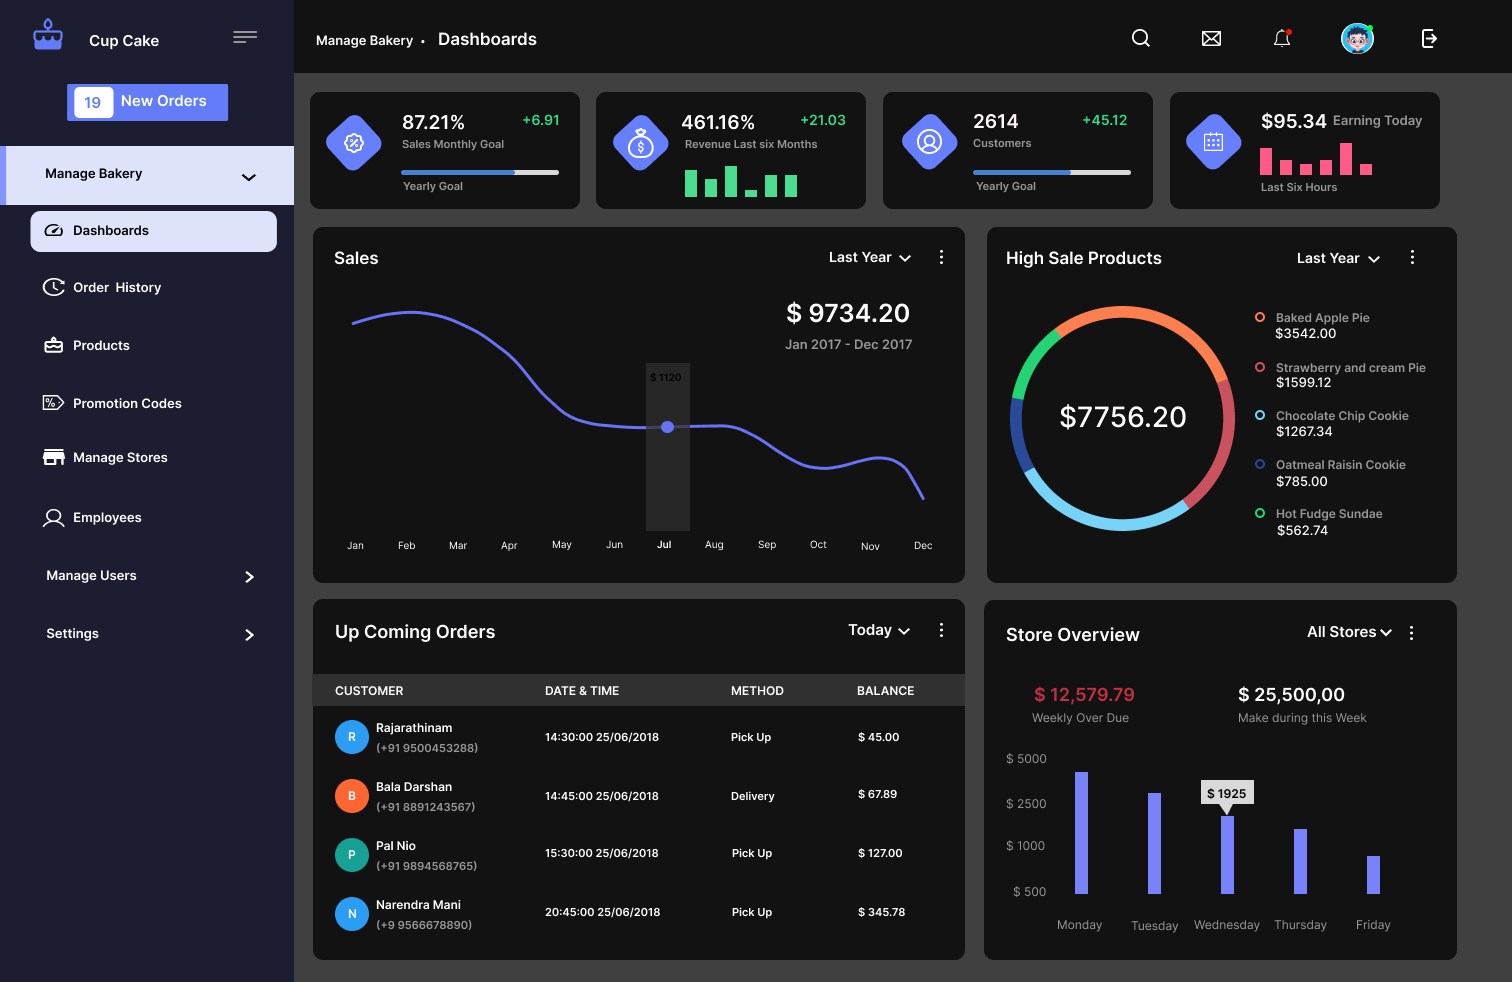 Cup Cake
19 New Orders
Manage Bakery
Dashboards
Order History
Products
Promotion Codes
Manage Stores
Employees
Manage Users
Settings
Manage Bakery • Dashboards
87.21% +6.91
Sales Monthly Goal
Yearly Goal
461.16% +21.03
Revenue Last six Months
$
2614 +45.12
Customers
Yearly Goal
$95.34 Earning Today
Last Six Hours
Sales
Last Year
$ 9734.20
Jan 2017 - Dec 2017
$ 1120
Jan Feb Mar Apr May Jun Jul Aug Sep Oct Nov Dec
High Sale Products
Last Year
$7756.20
Baked Apple Pie
$3542.00
Strawberry and cream Pie
$1599.12
Chocolate Chip Cookie
$1267.34
Oatmeal Raisin Cookie
$785.00
Hot Fudge Sundae
$562.74
Up Coming Orders
Today
CUSTOMER DATE & TIME METHOD BALANCE
R Rajarathinam
(+91 9500453288)
14:30:00 25/06/2018 Pick Up $ 45.00
B Bala Darshan
(+91 8891243567)
14:45:00 25/06/2018 Delivery $ 67.89
P Pal Nio
(+91 9894568765)
15:30:00 25/06/2018 Pick Up $ 127.00
N Narendra Mani
(+9 9566678890)
20:45:00 25/06/2018 Pick Up $ 345.78
Store Overview
All Stores
$ 12,579.79
Weekly Over Due
$ 25,500,00
Make during this Week
$ 5000
$ 2500
$ 1000
$ 500
$ 1925
Monday Tuesday Wednesday Thursday Friday